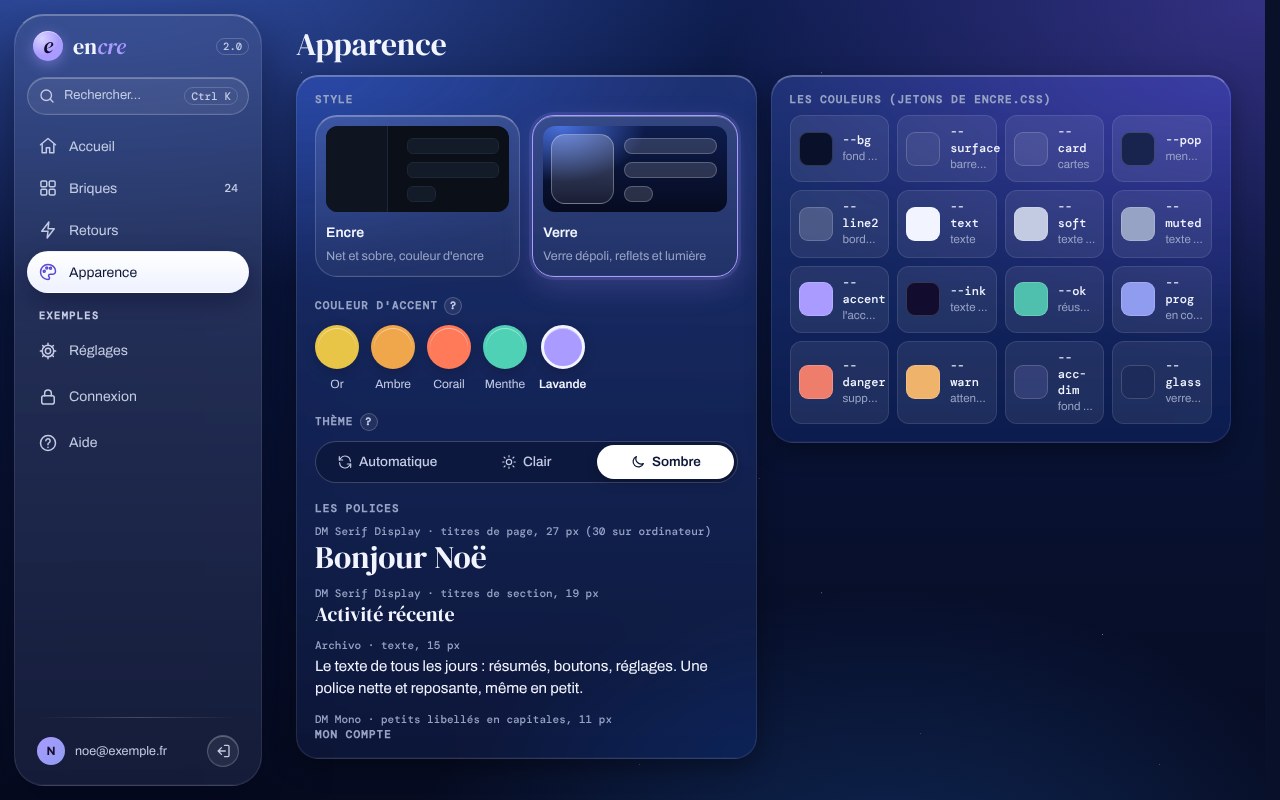 e encre 2.0
Rechercher... Ctrl K
Accueil
Briques 24
Retours
Apparence
EXEMPLES
Réglages
Connexion
Aide
N noe@exemple.fr
Apparence
STYLE
Encre
Net et sobre, couleur d'encre
Verre
Verre dépoli, reflets et lumière
COULEUR D'ACCENT ?
Or Ambre Corail Menthe Lavande
THÈME ?
Automatique Clair Sombre
LES POLICES
DM Serif Display · titres de page, 27 px (30 sur ordinateur)
Bonjour Noë
DM Serif Display · titres de section, 19 px
Activité récente
Archivo · texte, 15 px
Le texte de tous les jours : résumés, boutons, réglages. Une
police nette et reposante, même en petit.
DM Mono · petits libellés en capitales, 11 px
MON COMPTE
LES COULEURS (JETONS DE ENCRE.CSS)
--bg
fond ...
--
surface
barre...
--
card
cartes
--pop
men...
--
line2
bord...
--
text
texte
--
soft
texte ...
--
muted
texte ...
--
accent
l'acc...
--ink
texte ...
--ok
réus...
--
prog
en co...
--
danger
supp...
--
warn
atten...
--
acc-
dim
fond ...
--
glass
verre...